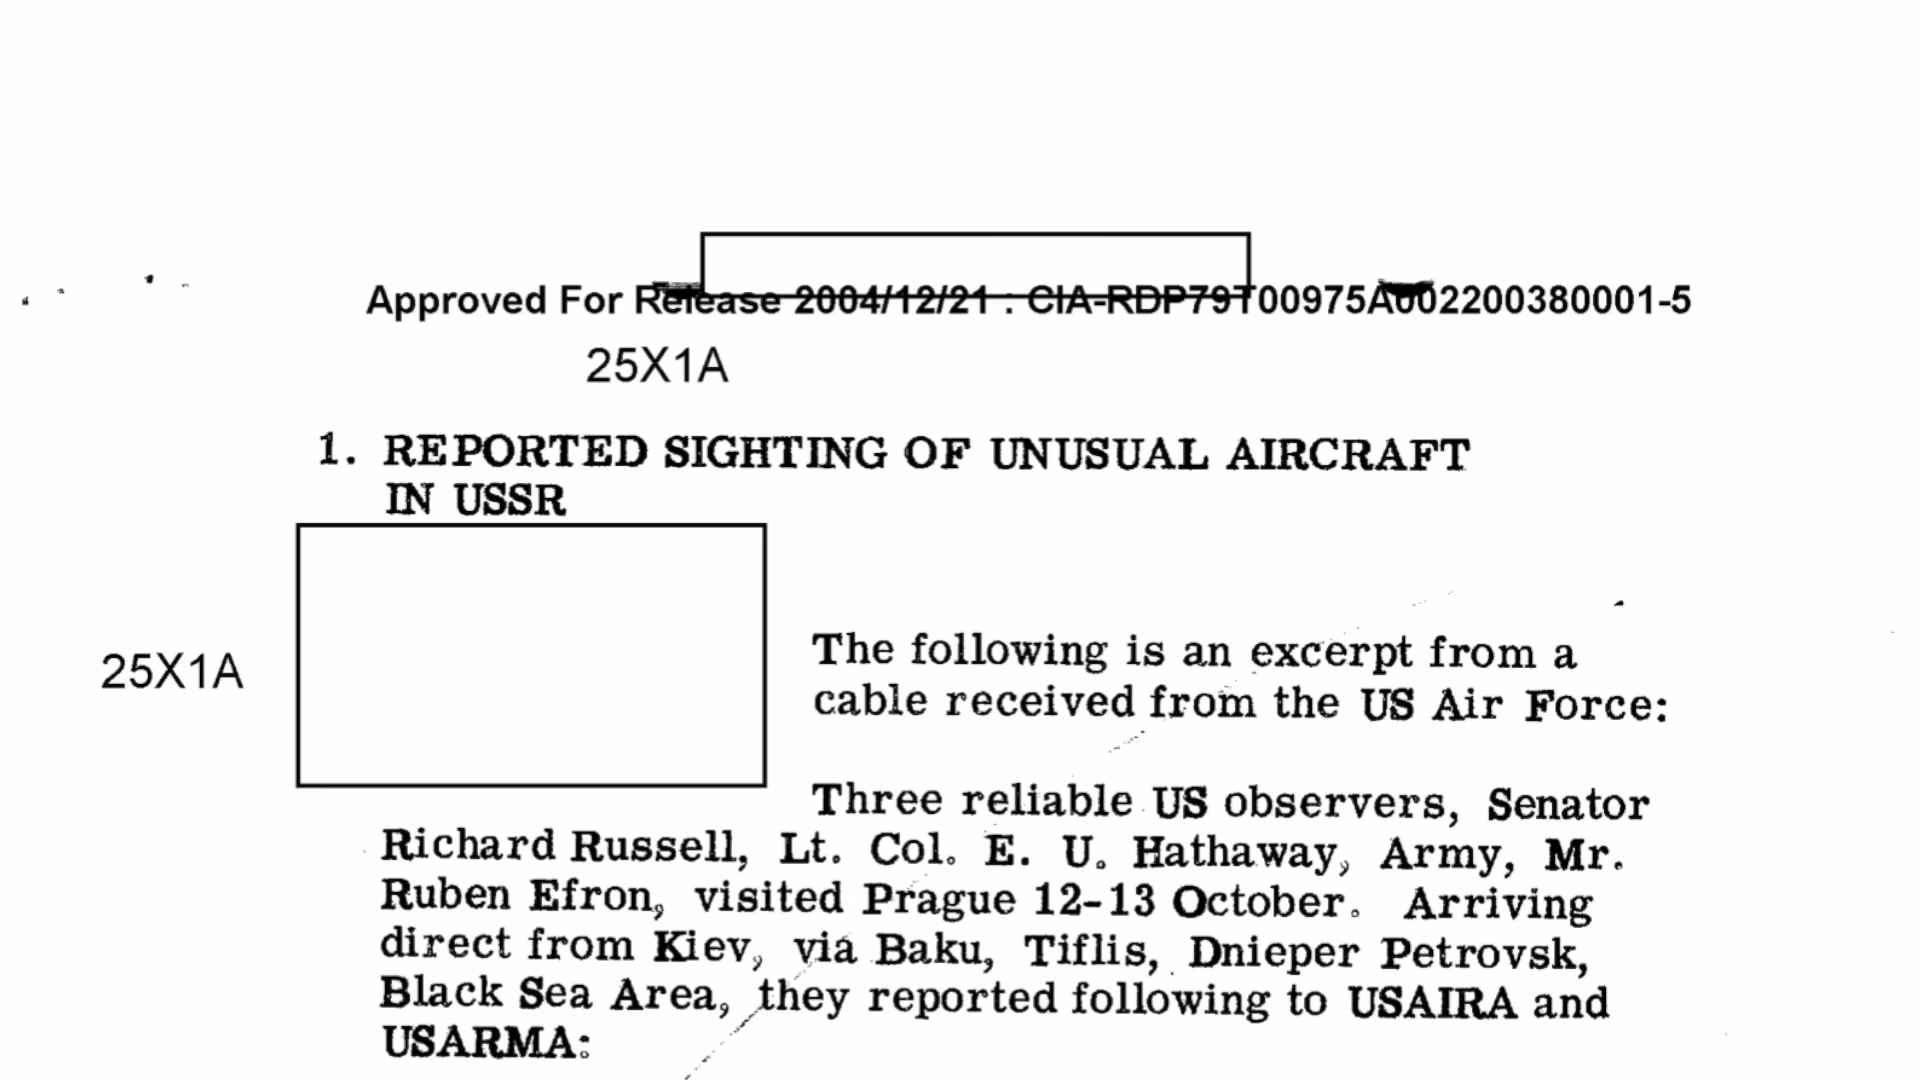 Approved For Release 2004/12/21 : CIA-RDP79T00975A002200380001-5
25X1A
1. REPORTED SIGHTING OF UNUSUAL AIRCRAFT
IN USSR
25X1A
The following is an excerpt from a
cable received from the US Air Force:
Three reliable US observers, Senator
Richard Russell, Lt. Col. E. U. Hathaway, Army, Mr.
Ruben Efron, visited Prague 12-13 October. Arriving
direct from Kiev, via Baku, Tiflis, Dnieper Petrovsk,
Black Sea Area, they reported following to USAIRA and
USARMA: